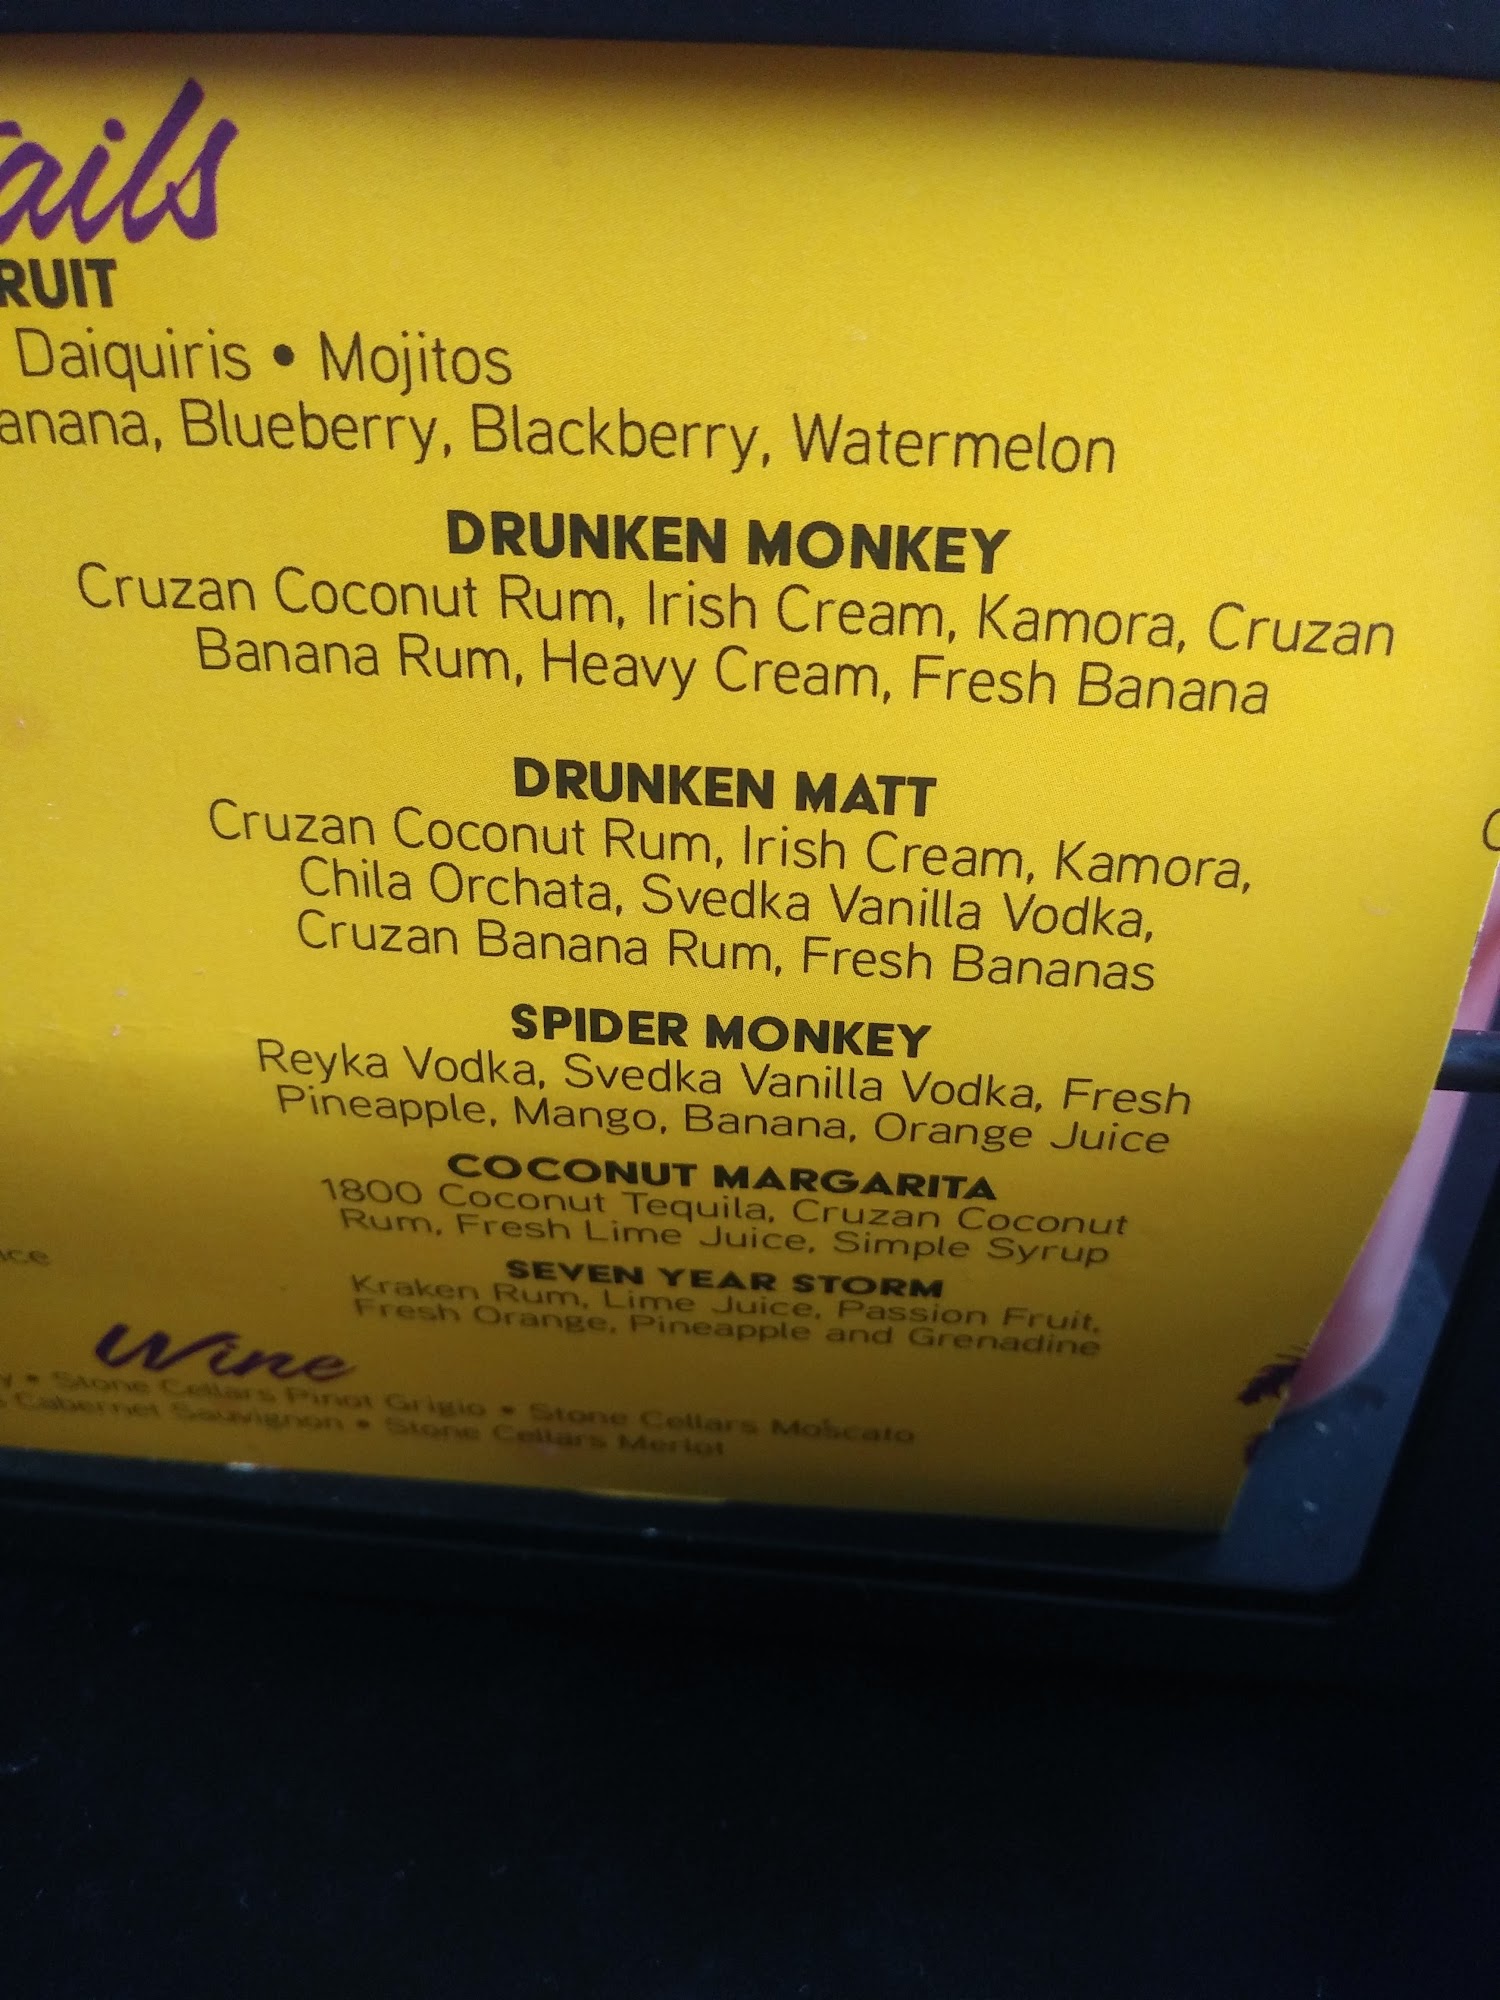 ails
RUIT
Daiquiris • Mojitos
anana, Blueberry, Blackberry, Watermelon
DRUNKEN MONKEY
Cruzan Coconut Rum, Irish Cream, Kamora, Cruzan
Banana Rum, Heavy Cream, Fresh Banana
DRUNKEN MATT
Cruzan Coconut Rum, Irish Cream, Kamora,
Chila Orchata, Svedka Vanilla Vodka,
Cruzan Banana Rum, Fresh Bananas
SPIDER MONKEY
Reyka Vodka, Svedka Vanilla Vodka, Fresh
Pineapple, Mango, Banana, Orange Juice
COCONUT MARGARITA
1800 Coconut Tequila, Cruzan Coconut
Rum, Fresh Lime Juice, Simple Syrup
ice
SEVEN YEAR STORM
Kraken Rum, Lime Juice, Passion Fruit,
Fresh Orange, Pineapple and Grenadine
Wine
y • Stone Cellars Pinot Grigio • Stone Cellars Moscato
s Cabernet Sauvignon • Stone Cellars Merlot